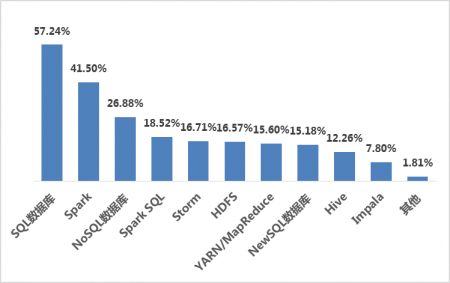 57.24%
41.50%
26.88%
18.52%
16.71%
16.57%
15.60%
15.18%
12.26%
7.80%
1.81%
SQL数据库
Spark
NoSQL数据库
Spark SQL
Storm
HDFS
YARN/MapReduce
NewSQL数据库
Hive
Impala
其他